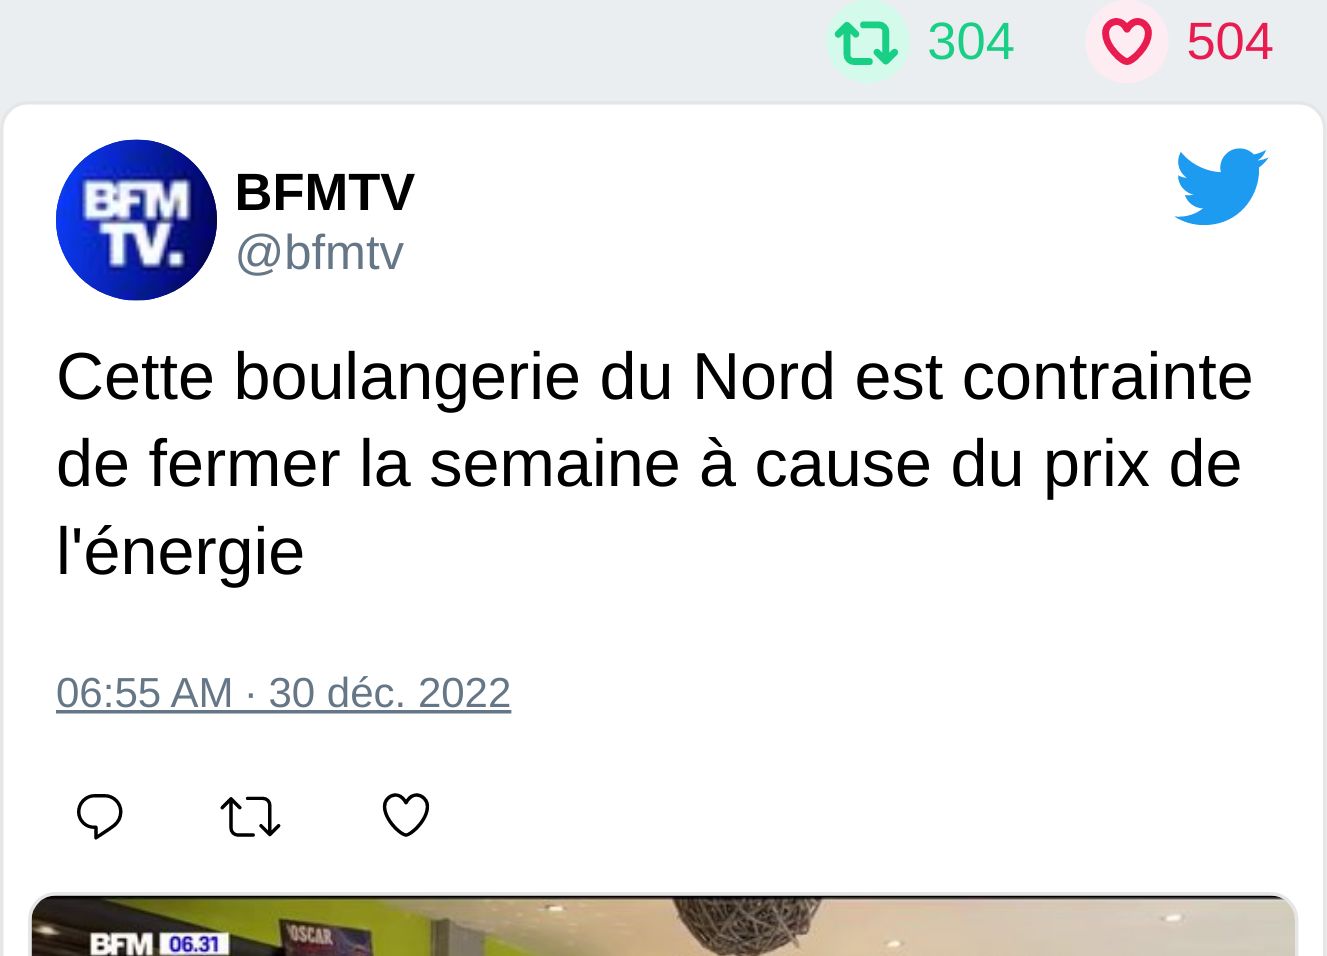 304 504
BFM
TV.
BFMTV
@bfmtv
Cette boulangerie du Nord est contrainte
de fermer la semaine à cause du prix de
l'énergie
06:55 AM · 30 déc. 2022
BFM 06.31
OSCAR